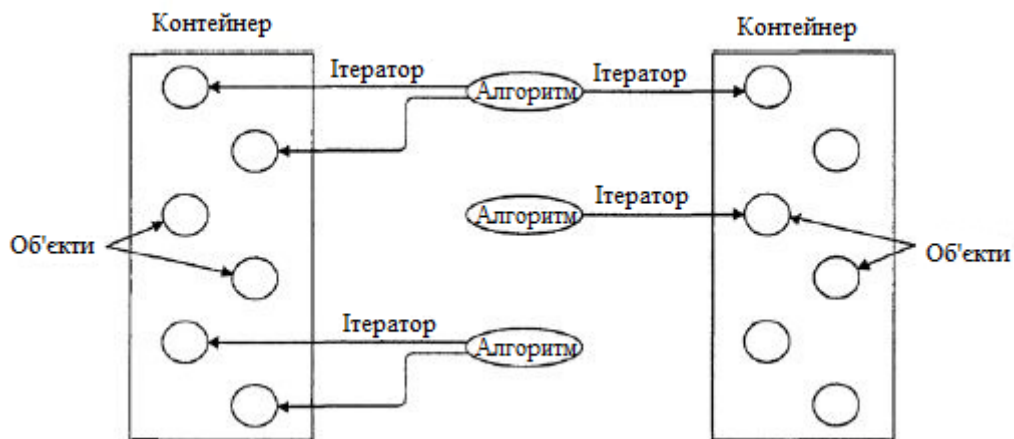 Контейнер
Контейнер
Ітератор
Ітератор
Алгоритм
Ітератор
Алгоритм
Об'єкти
Об'єкти
Ітератор
Алгоритм